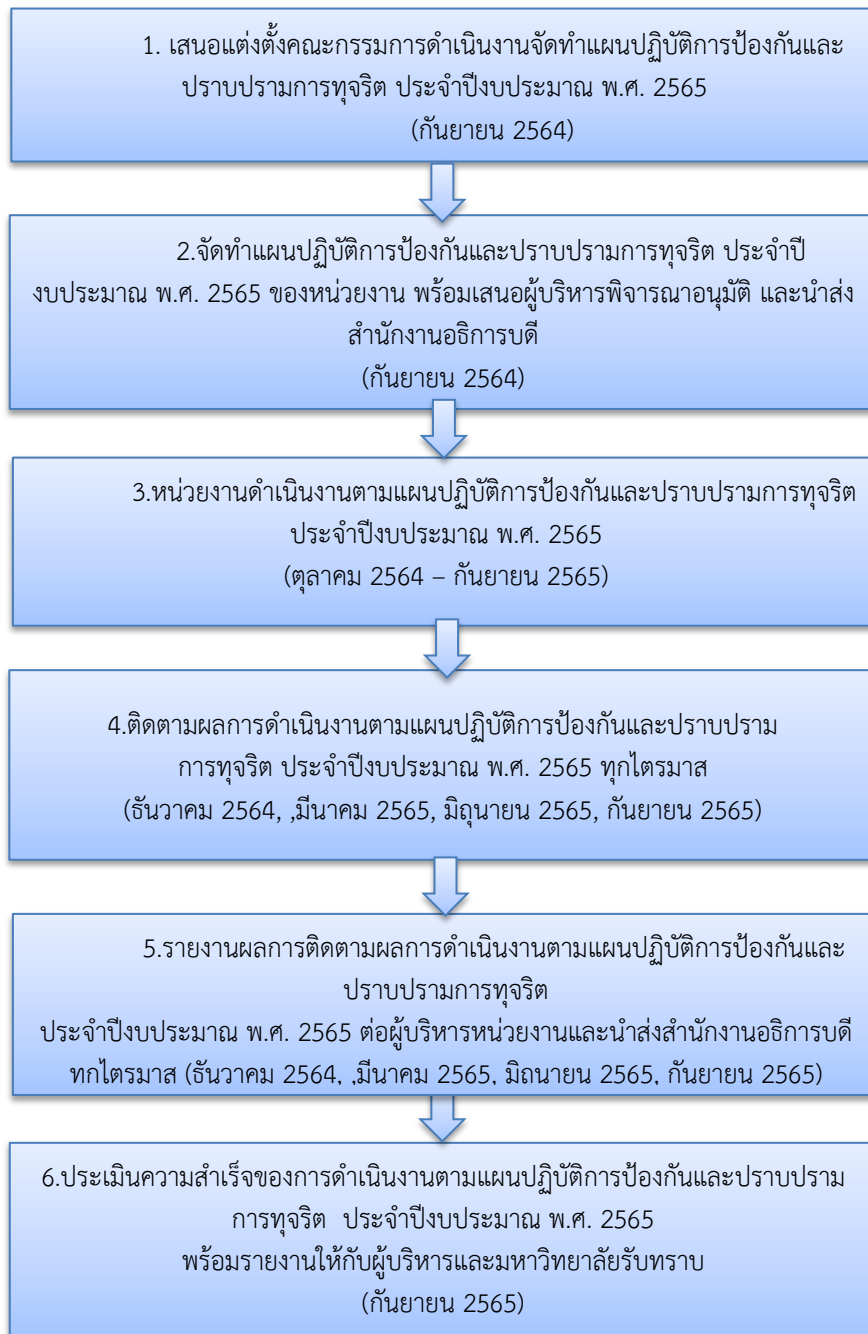 1. เสนอแต่งตั้งคณะกรรมการดำเนินงานจัดทำแผนปฏิบัติการป้องกันและ
ปราบปรามการทุจริต ประจำปีงบประมาณ พ.ศ. 2565
(กันยายน 2564)
2.จัดทำแผนปฏิบัติการป้องกันและปราบปรามการทุจริต ประจำปี
งบประมาณ พ.ศ. 2565 ของหน่วยงาน พร้อมเสนอผู้บริหารพิจารณาอนุมัติ และนำส่ง
สำนักงานอธิการบดี
(กันยายน 2564)
3.หน่วยงานดำเนินงานตามแผนปฏิบัติการป้องกันและปราบปรามการทุจริต
ประจำปีงบประมาณ พ.ศ. 2565
(ตุลาคม 2564 – กันยายน 2565)
4.ติดตามผลการดำเนินงานตามแผนปฏิบัติการป้องกันและปราบปราม
การทุจริต ประจำปีงบประมาณ พ.ศ. 2565 ทุกไตรมาส
(ธันวาคม 2564, ,มีนาคม 2565, มิถุนายน 2565, กันยายน 2565)
5.รายงานผลการติดตามผลการดำเนินงานตามแผนปฏิบัติการป้องกันและ
ปราบปรามการทุจริต
ประจำปีงบประมาณ พ.ศ. 2565 ต่อผู้บริหารหน่วยงานและนำส่งสำนักงานอธิการบดี
ทุกไตรมาส (ธันวาคม 2564, ,มีนาคม 2565, มิถุนายน 2565, กันยายน 2565)
6.ประเมินความสำเร็จของการดำเนินงานตามแผนปฏิบัติการป้องกันและปราบปราม
การทุจริต ประจำปีงบประมาณ พ.ศ. 2565
พร้อมรายงานให้กับผู้บริหารและมหาวิทยาลัยรับทราบ
(กันยายน 2565)